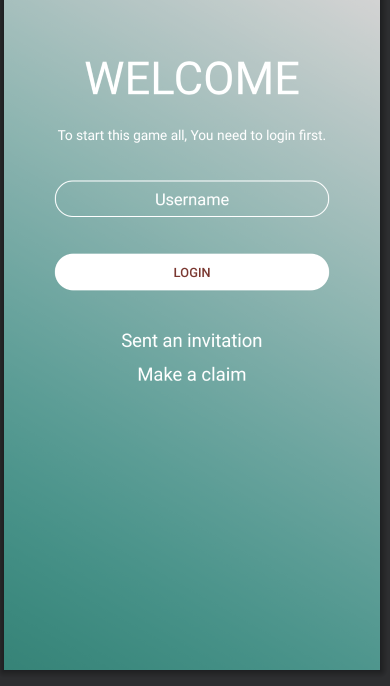 WELCOME
To start this game all, You need to login first.
Username
LOGIN
Sent an invitation
Make a claim